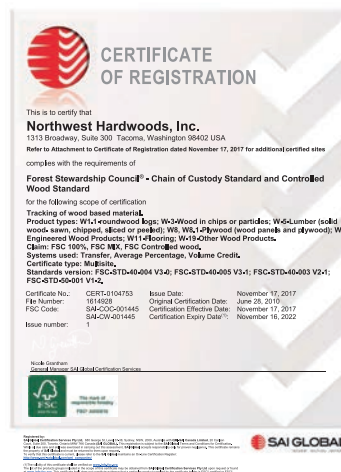 CERTIFICATE
OF REGISTRATION
This is to certify that
Northwest Hardwoods, Inc.
1313 Broadway, Suite 300 Tacoma, Washington 98402 USA
Refer to Attachment to Certificate of Registration dated November 17, 2017 for additional certified sites
complies with the requirements of
Forest Stewardship Council® - Chain of Custody Standard and Controlled
Wood Standard
for the following scope of certification
Tracking of wood based material.
Product types: W1.1-roundwood logs; W-3-Wood in chips or particles; W-5-Lumber (solid
wood- sawn, chipped, sliced or peeled); W8, W8.1-Plywood (wood panels and plywood); W
Engineered Wood Products; W11-Flooring; W-19-Other Wood Products.
Claim: FSC 100%, FSC MIX, FSC Controlled wood.
Systems used: Transfer, Average Percentage, Volume Credit.
Certificate type: Multisite.
Standards version: FSC-STD-40-004 V3-0; FSC-STD-40-005 V3-1; FSC-STD-40-003 V2-1;
FSC-STD-50-001 V1-2.
Certificate No.: CERT-0104753 Issue Date: November 17, 2017
File Number: 1614928 Original Certification Date: June 28, 2010
FSC Code: SAI-COC-001445 Certification Effective Date: November 17, 2017
SAI-CW-001445 Certification Expiry Date: November 16, 2022
Issue number: 1
Nicole Grantham
General Manager SAI Global Certification Services
FSC
The mark of
responsible forestry
SAI GLOBAL
Registered by: